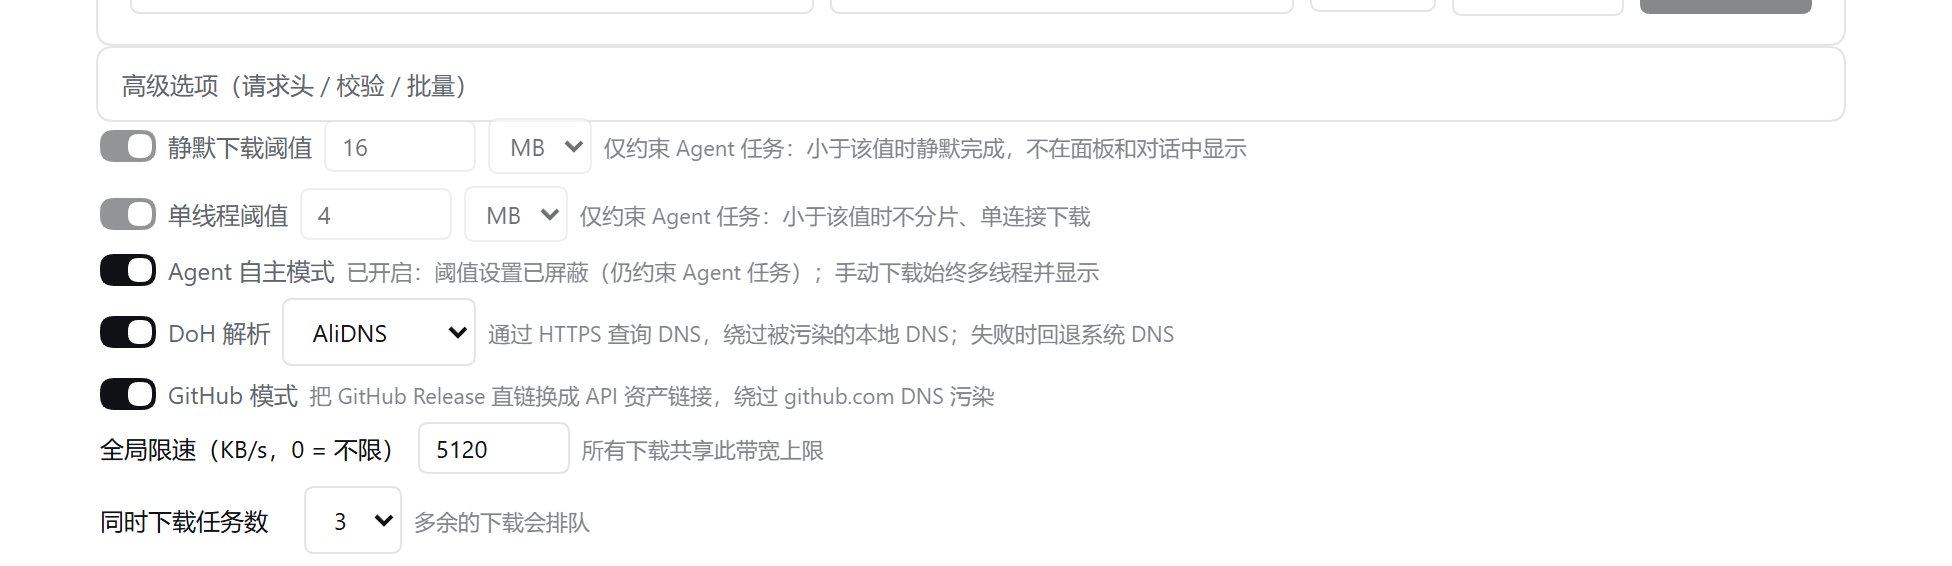 高级选项（请求头 / 校验 / 批量）
静默下载阈值 16 MB 仅约束 Agent 任务：小于该值时静默完成，不在面板和对话中显示
单线程阈值 4 MB 仅约束 Agent 任务：小于该值时不分片、单连接下载
Agent 自主模式 已开启：阈值设置已屏蔽（仍约束 Agent 任务）；手动下载始终多线程并显示
DoH 解析 AliDNS 通过 HTTPS 查询 DNS，绕过被污染的本地 DNS；失败时回退系统 DNS
GitHub 模式 把 GitHub Release 直链换成 API 资产链接，绕过 github.com DNS 污染
全局限速（KB/s，0 = 不限） 5120 所有下载共享此带宽上限
同时下载任务数 3 多余的下载会排队